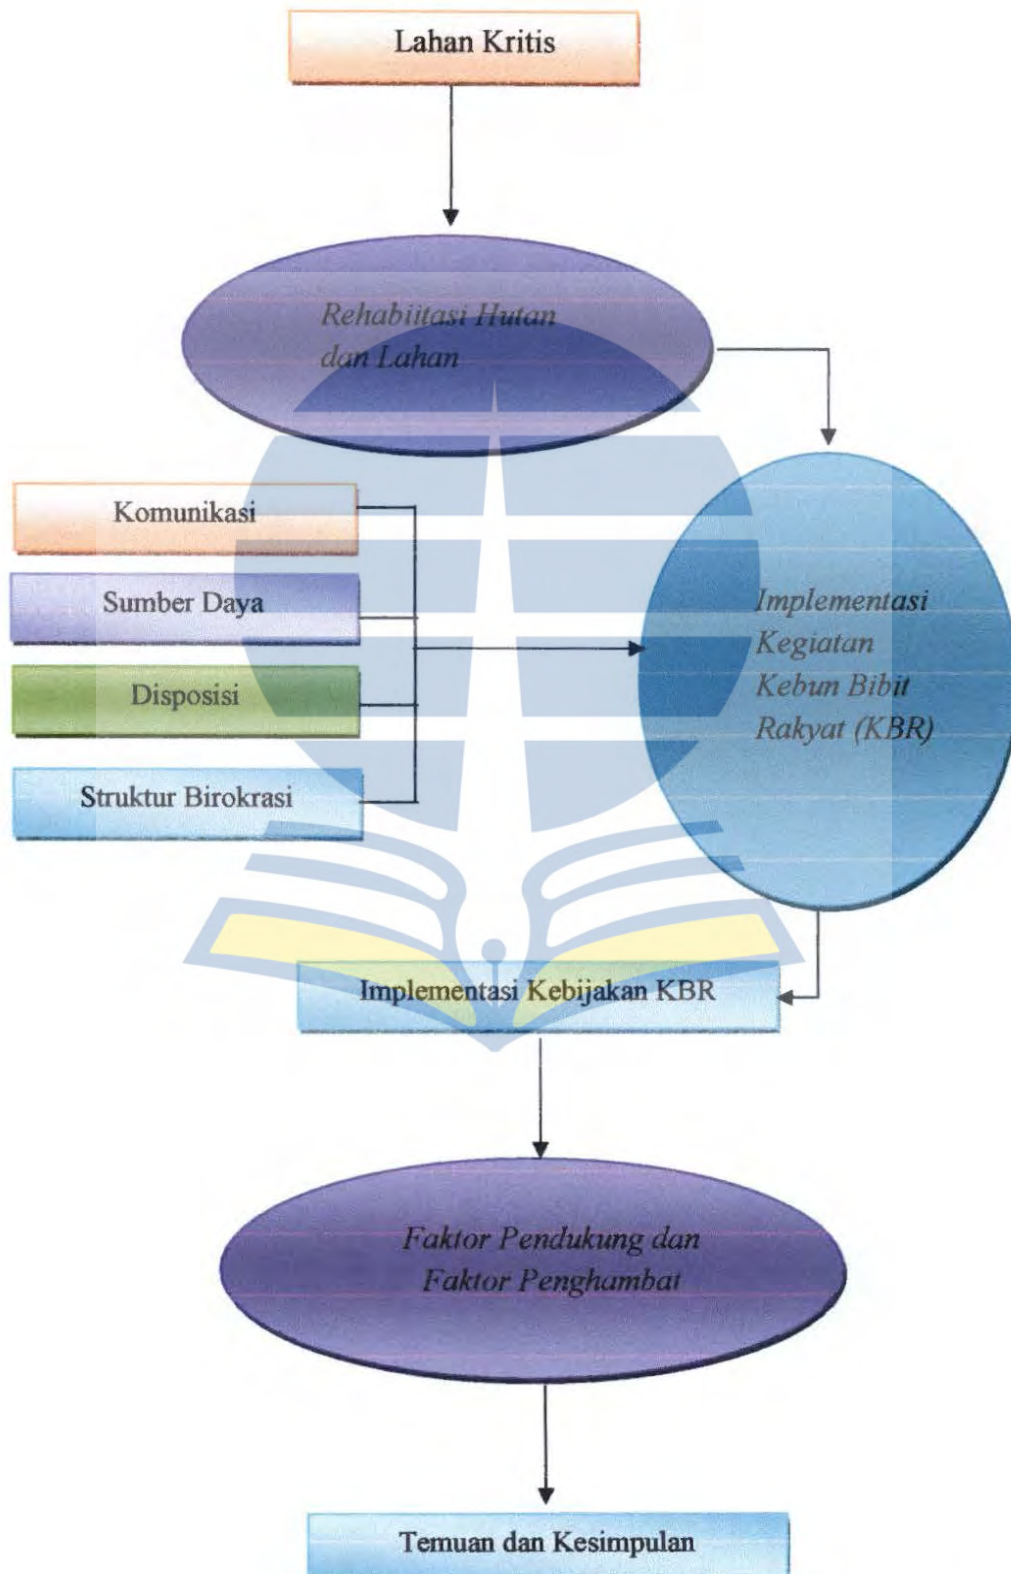 Lahan Kritis
Rehabiitasi Hutan
dan Lahan
Komunikasi
Sumber Daya
Disposisi
Struktur Birokrasi
Implementasi
Kegiatan
Kebun Bibit
Rakyat (KBR)
Implementasi Kebijakan KBR
Faktor Pendukung dan
Faktor Penghambat
Temuan dan Kesimpulan